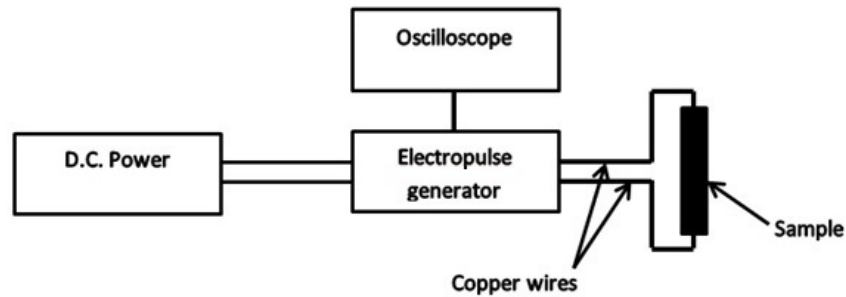 Oscilloscope
D.C. Power
Electropulse
generator
Sample
Copper wires